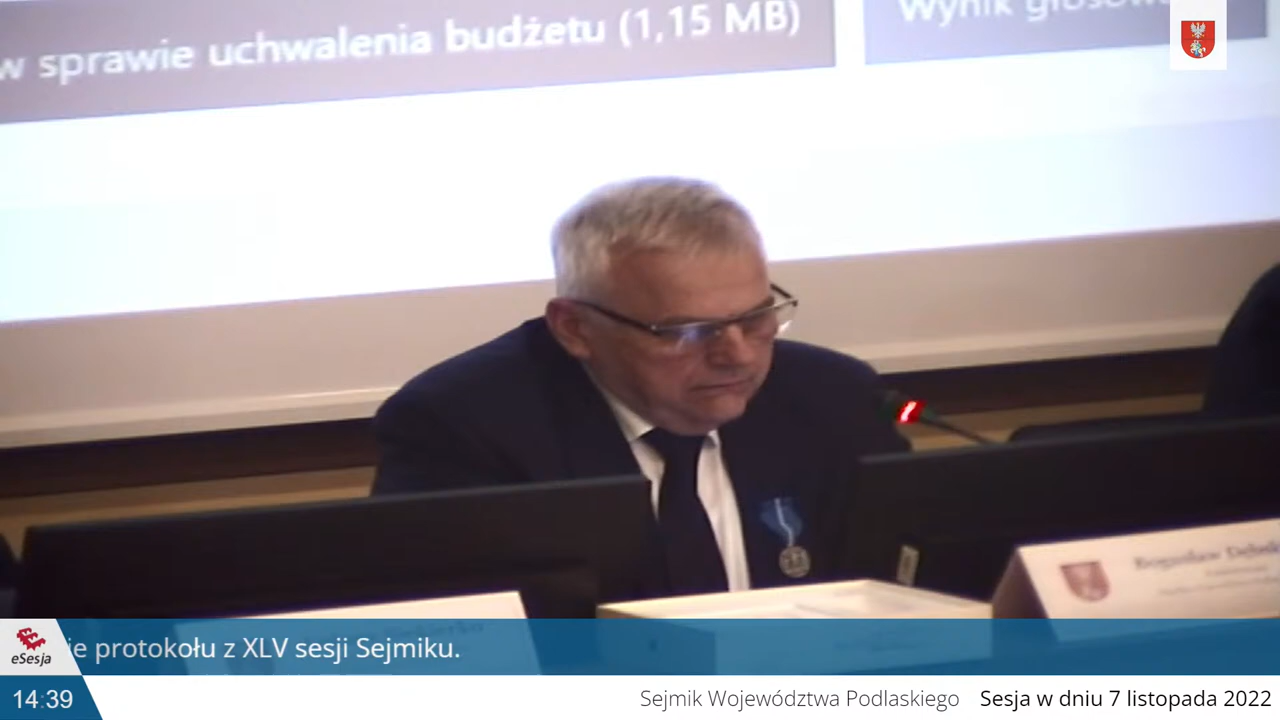 w sprawie uchwalenia budżetu (1,15 MB)
Wynik
Bogusław
ie protokołu z XLV sesji Sejmiku.
eSesja
14:39
Sejmik Województwa Podlaskiego Sesja w dniu 7 listopada 2022